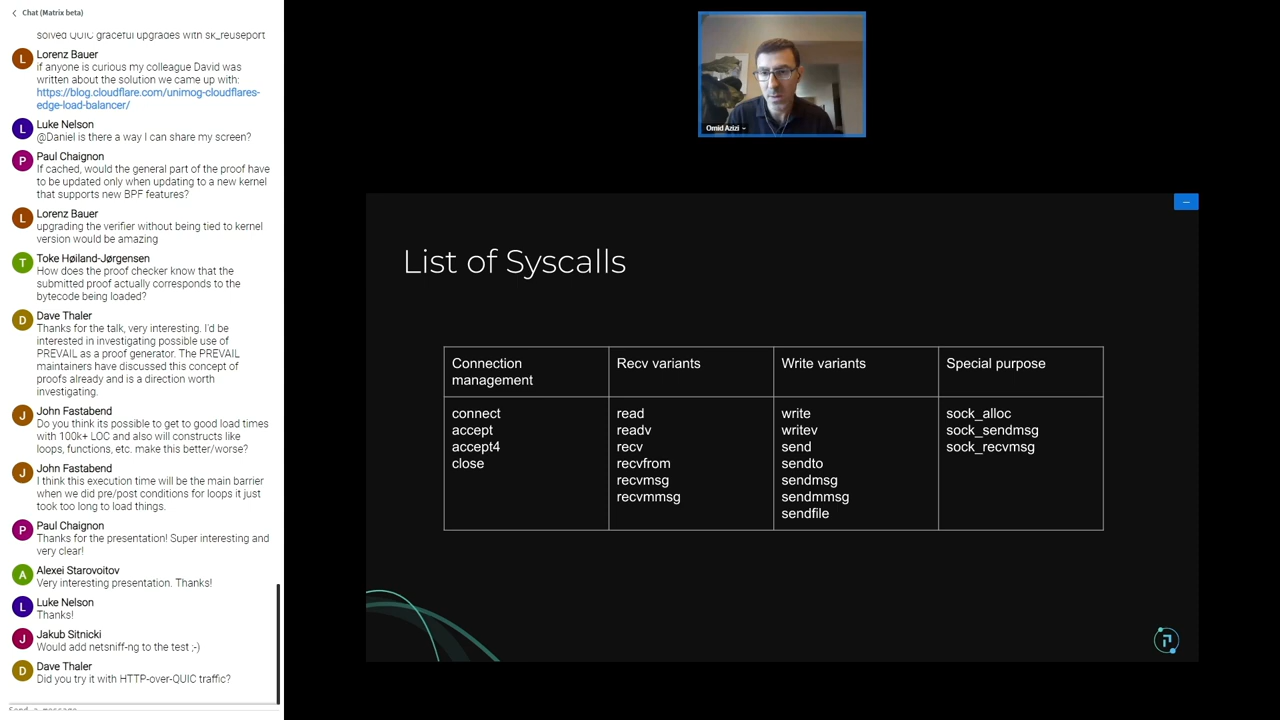 Chat (Matrix beta)
solved QUIC graceful upgrades with sk_reuseport
Lorenz Bauer
if anyone is curious my colleague David was
written about the solution we came up with:
https://blog.cloudflare.com/unimog-cloudflares-
edge-load-balancer/
L
Luke Nelson
@Daniel is there a way I can share my screen?
L
Paul Chaignon
If cached, would the general part of the proof have
to be updated only when updating to a new kernel
that supports new BPF features?
P
Lorenz Bauer
upgrading the verifier without being tied to kernel
version would be amazing
L
Toke Høiland-Jørgensen
How does the proof checker know that the
submitted proof actually corresponds to the
bytecode being loaded?
T
Dave Thaler
Thanks for the talk, very interesting. I'd be
interested in investigating possible use of
PREVAIL as a proof generator. The PREVAIL
maintainers have discussed this concept of
proofs already and is a direction worth
investigating.
D
John Fastabend
Do you think its possible to get to good load times
with 100k+ LOC and also will constructs like
loops, functions, etc. make this better/worse?
J
John Fastabend
I think this execution time will be the main barrier
when we did pre/post conditions for loops it just
took too long to load things.
J
Paul Chaignon
Thanks for the presentation! Super interesting and
very clear!
P
Alexei Starovoitov
Very interesting presentation. Thanks!
A
Luke Nelson
Thanks!
L
Jakub Sitnicki
Would add netsniff-ng to the test ;-)
J
Dave Thaler
Did you try it with HTTP-over-QUIC traffic?
D
Send a message
Omid Azizi
List of Syscalls
Connection
management
Recv variants
Write variants
Special purpose
connect
accept
accept4
close
read
readv
recv
recvfrom
recvmsg
recvmmsg
write
writev
send
sendto
sendmsg
sendmmsg
sendfile
sock_alloc
sock_sendmsg
sock_recvmsg